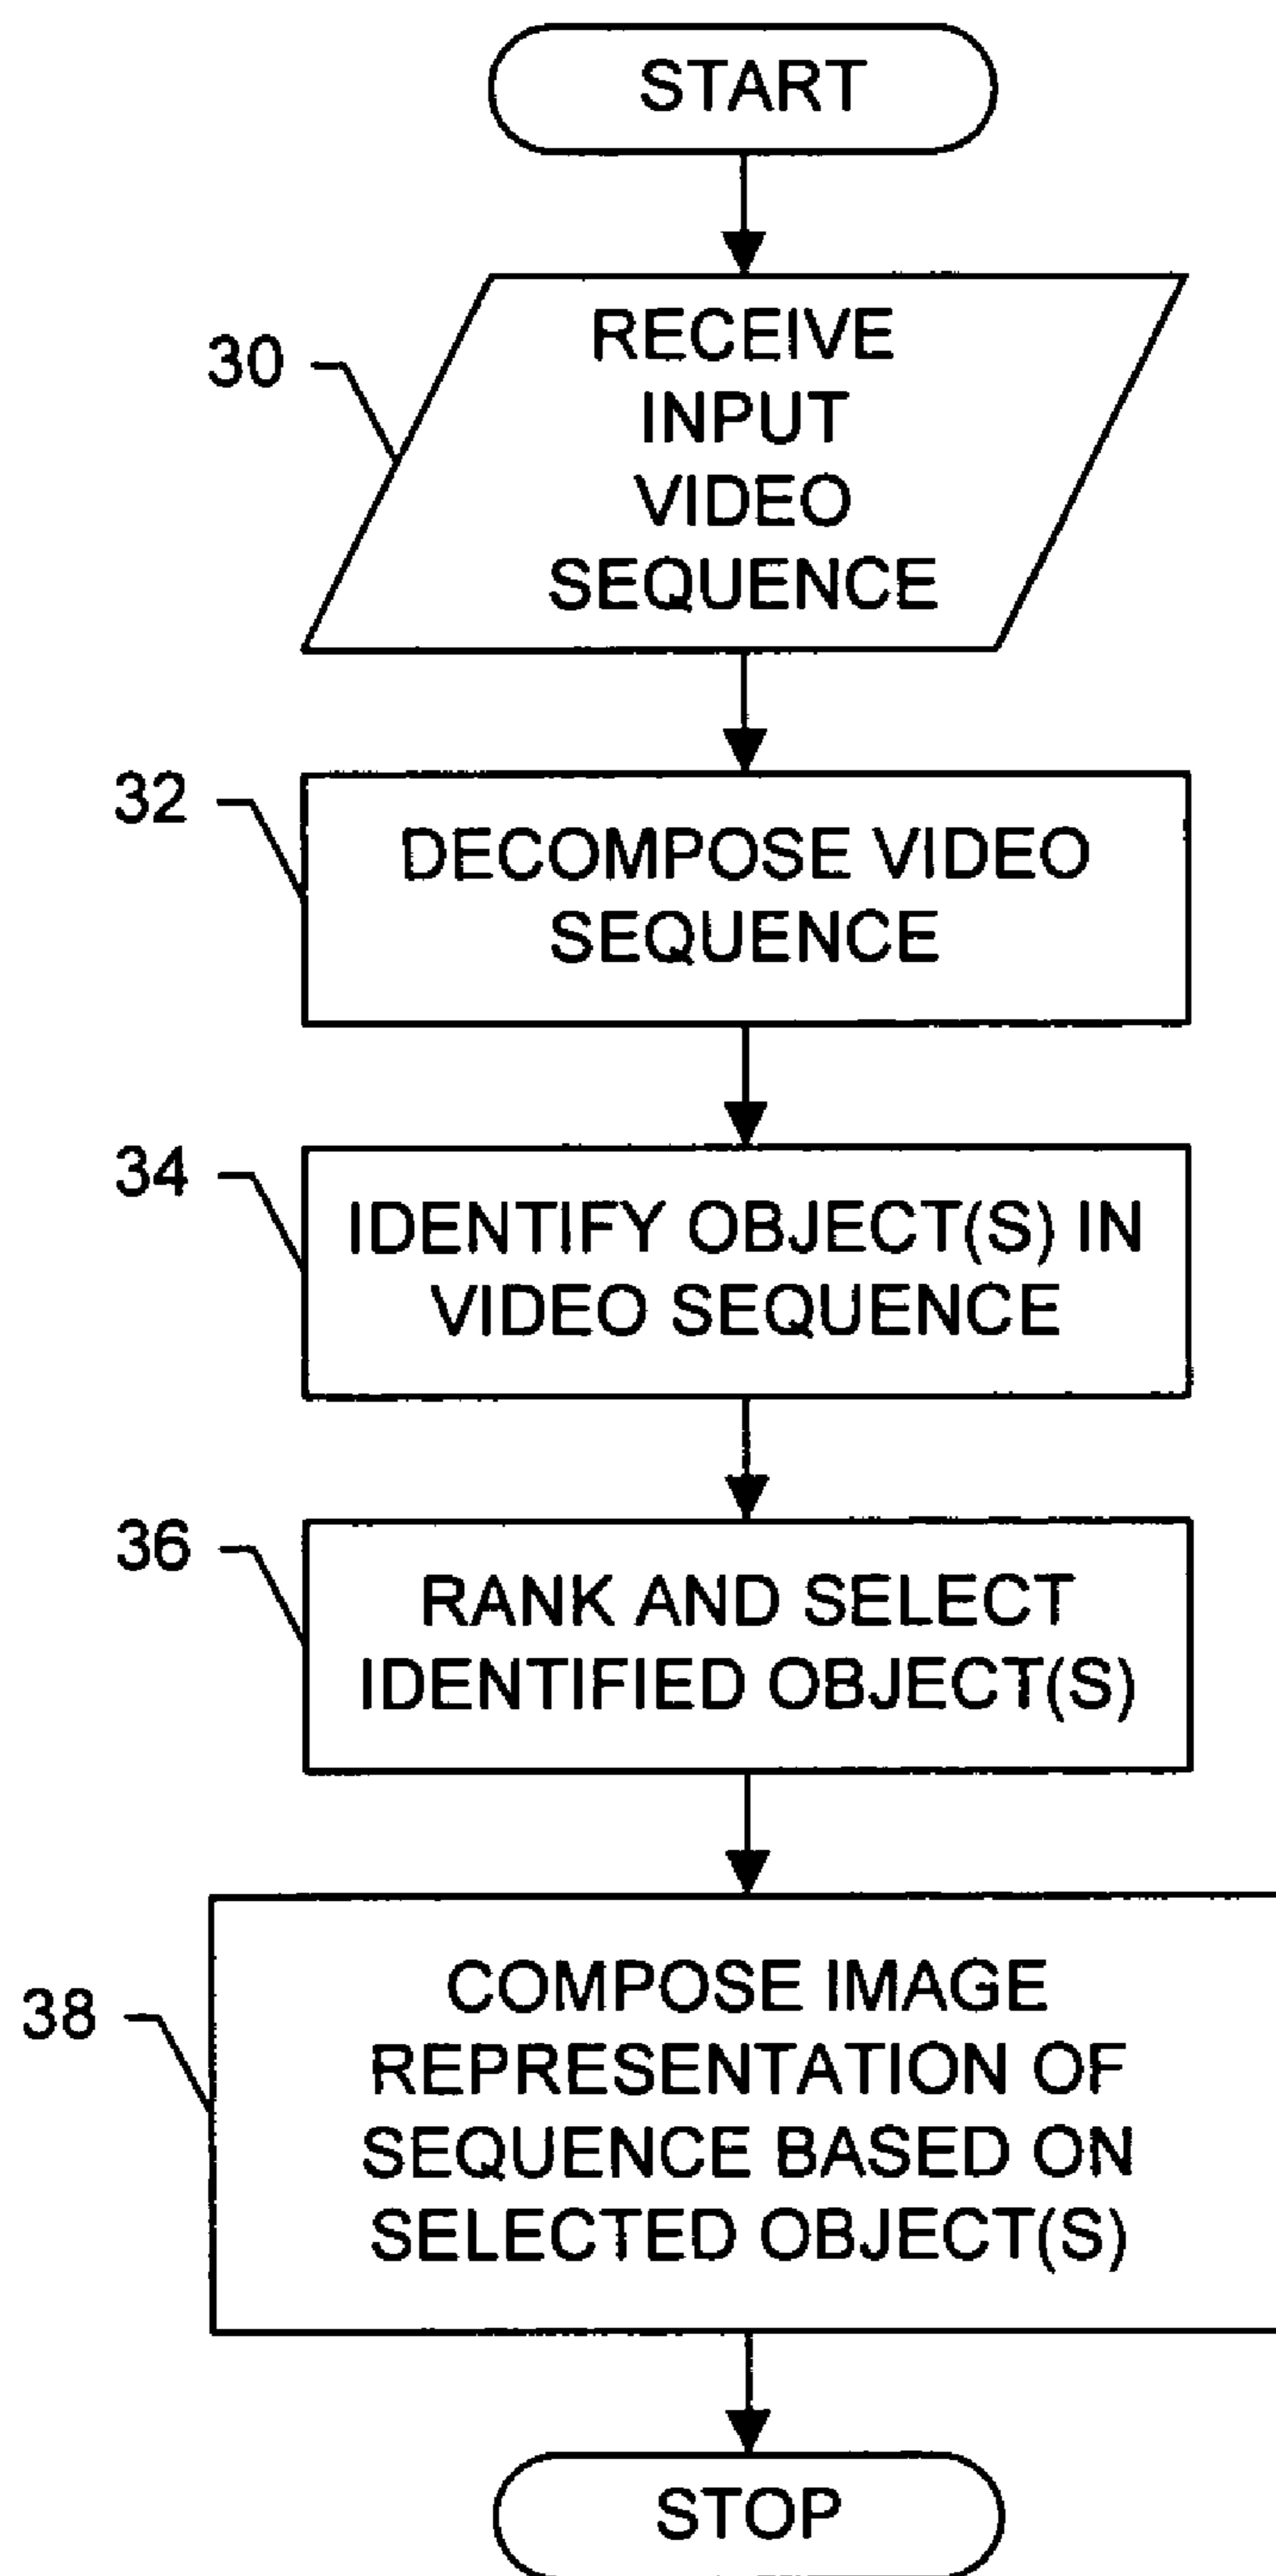 START
30
RECEIVE
INPUT
VIDEO
SEQUENCE
32
DECOMPOSE VIDEO
SEQUENCE
34
IDENTIFY OBJECT(S) IN
VIDEO SEQUENCE
36
RANK AND SELECT
IDENTIFIED OBJECT(S)
38
COMPOSE IMAGE
REPRESENTATION OF
SEQUENCE BASED ON
SELECTED OBJECT(S)
STOP